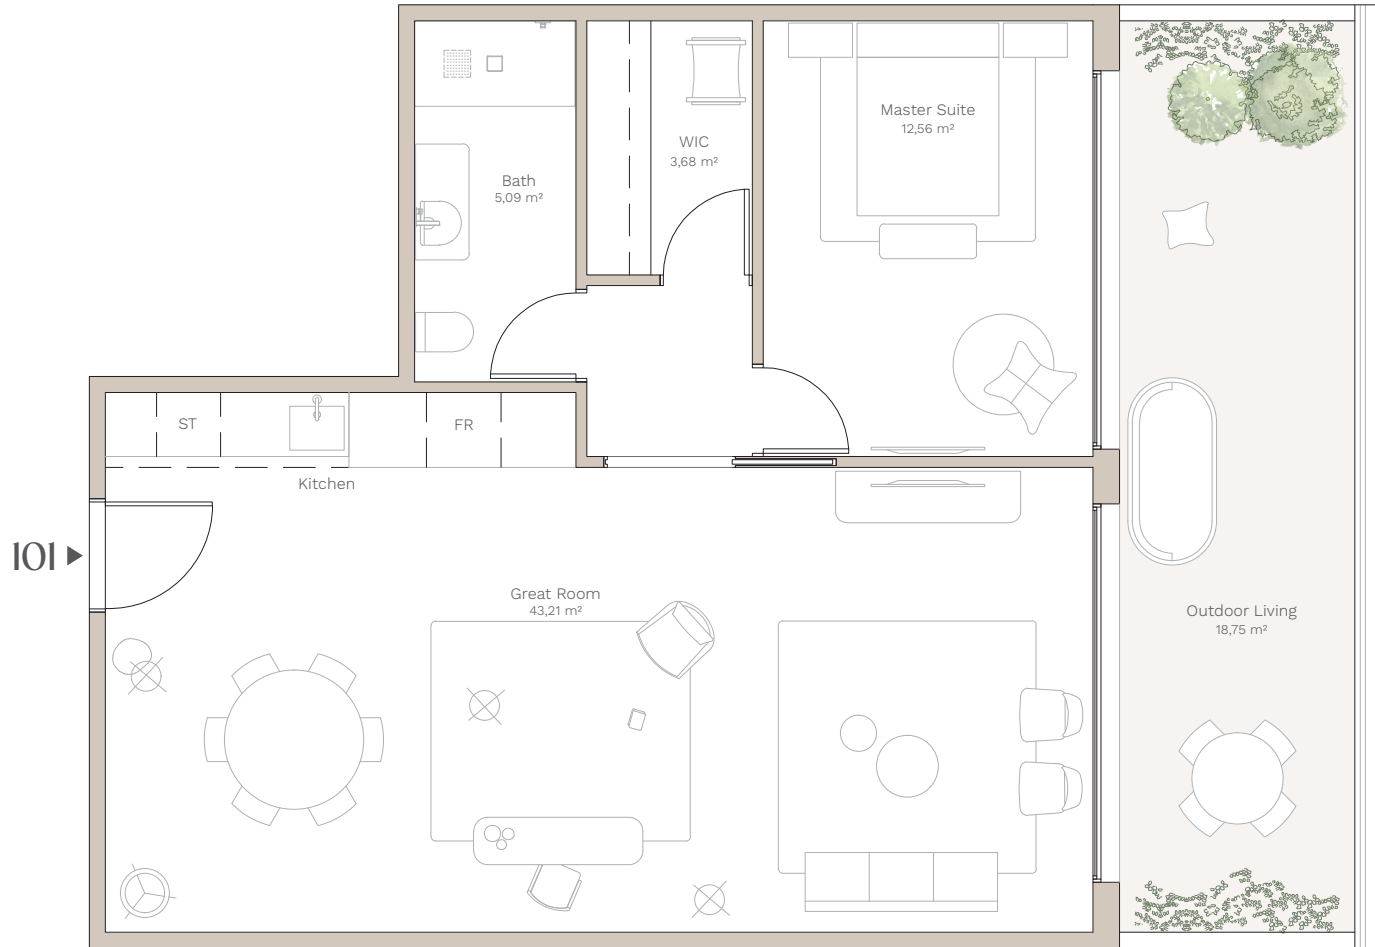 Master Suite
12,56 m²
WIC
3,68 m²
Bath
5,09 m²
ST
FR
Kitchen
101
Great Room
43,21 m²
Outdoor Living
18,75 m²